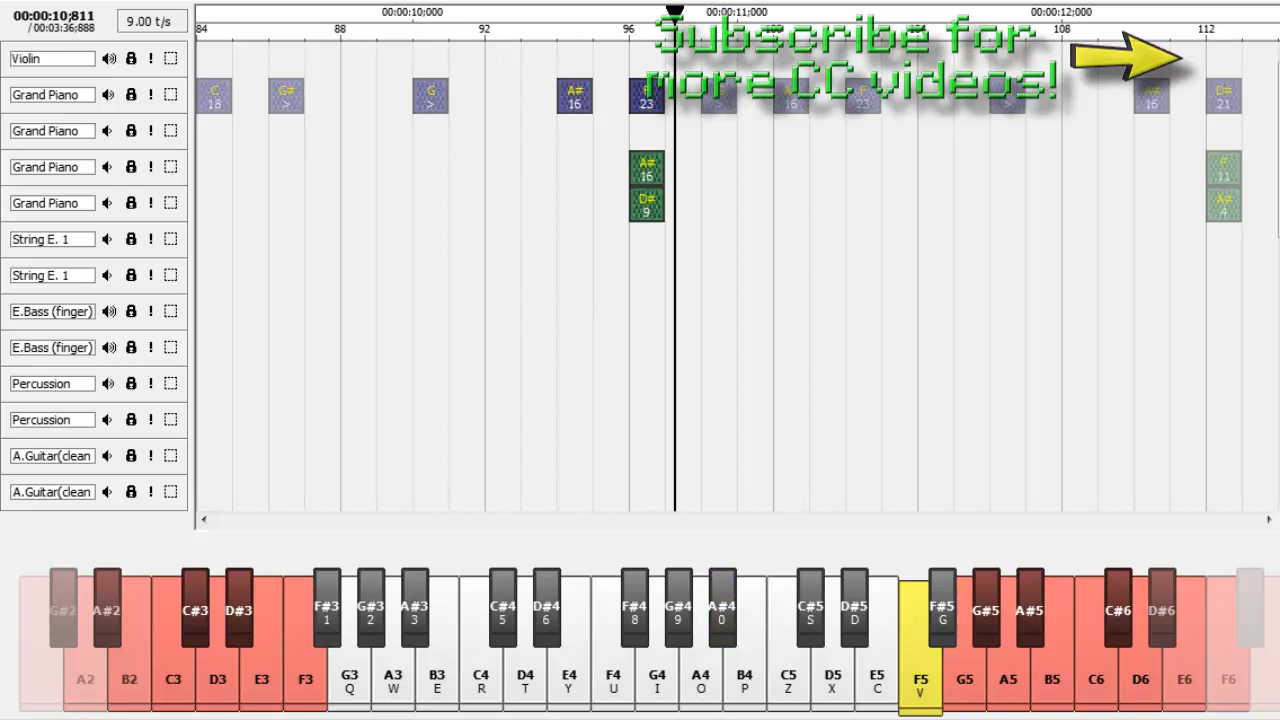 00:00:10;811
/ 00:03:36;888
9.00 t/s
00:00:10;000 00:00:11;000 00:00:12;000
84 88 92 96 104 108 112
Subscribe for
more CC videos!
Violin
Grand Piano
C G# G A# F A# F A# D#
18 > > 16 23 > 16 23 > 16 21
Grand Piano
Grand Piano
A# F
16 11
Grand Piano
D# A#
9 4
String E. 1
String E. 1
E.Bass (finger)
E.Bass (finger)
Percussion
Percussion
A.Guitar(clean
A.Guitar(clean
G#2 A#2 C#3 D#3 F#3 G#3 A#3 C#4 D#4 F#4 G#4 A#4 C#5 D#5 F#5 G#5 A#5 C#6 D#6
1 2 3 5 6 8 9 0 S D G
A2 B2 C3 D3 E3 F3 G3 A3 B3 C4 D4 E4 F4 G4 A4 B4 C5 D5 E5 F5 G5 A5 B5 C6 D6 E6 F6
Q W E R T Y U I O P Z X C V